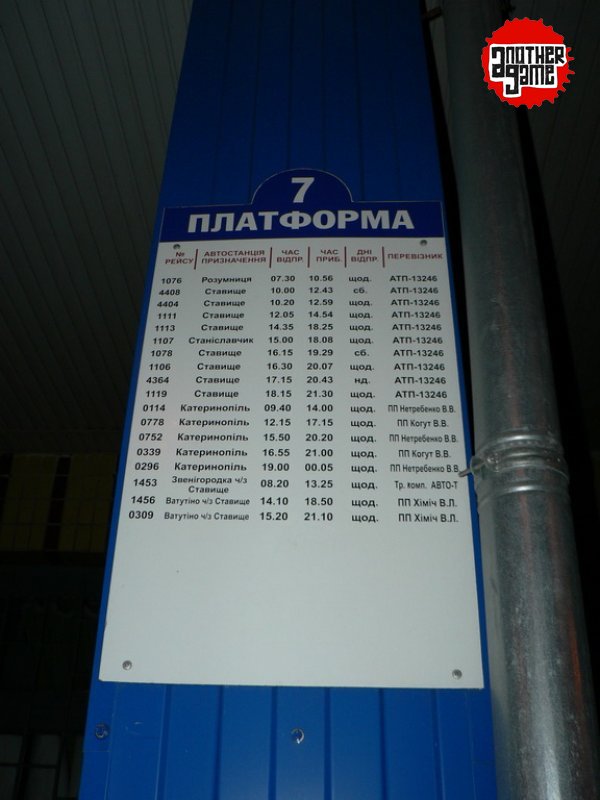 anOTHER
a game
7
ПЛАТФОРМА
№ РЕЙСУ АВТОСТАНЦІЯ ПРИЗНАЧЕННЯ ЧАС ВІДПР. ЧАС ПРИБ. ДНІ ВІДПР. ПЕРЕВІЗНИК
1076 Розумниця 07.30 10.56 щод. АТП-13246
4408 Ставище 10.00 12.43 сб. АТП-13246
4404 Ставище 10.20 12.59 щод. АТП-13246
1111 Ставище 12.05 14.54 щод. АТП-13246
1113 Ставище 14.35 18.25 щод. АТП-13246
1107 Станіславчик 15.00 18.08 щод. АТП-13246
1078 Ставище 16.15 19.29 сб. АТП-13246
1106 Ставище 16.30 20.07 щод. АТП-13246
4364 Ставище 17.15 20.43 нд. АТП-13246
1119 Ставище 18.15 21.30 щод. АТП-13246
0114 Катеринопіль 09.40 14.00 щод. ПП Нетребенко В.В.
0778 Катеринопіль 12.15 17.15 щод. ПП Когут В.В.
0752 Катеринопіль 15.50 20.20 щод. ПП Нетребенко В.В.
0339 Катеринопіль 16.55 21.00 щод. ПП Когут В.В.
0296 Катеринопіль 19.00 00.05 щод. ПП Нетребенко В.В.
1453 Звенігородка ч/з Ставище 08.20 13.25 щод. Тр. комп. АВТО-Т
1456 Ватутіно ч/з Ставище 14.10 18.50 щод. ПП Хіміч В.Л.
0309 Ватутіно ч/з Ставище 15.20 21.10 щод. ПП Хіміч В.Л.